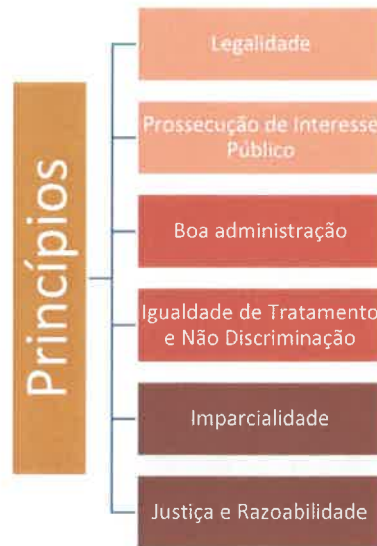 Princípios
Legalidade
Prossecução de Interesse
Público
Boa administração
Igualdade de Tratamento
e Não Discriminação
Imparcialidade
Justiça e Razoabilidade